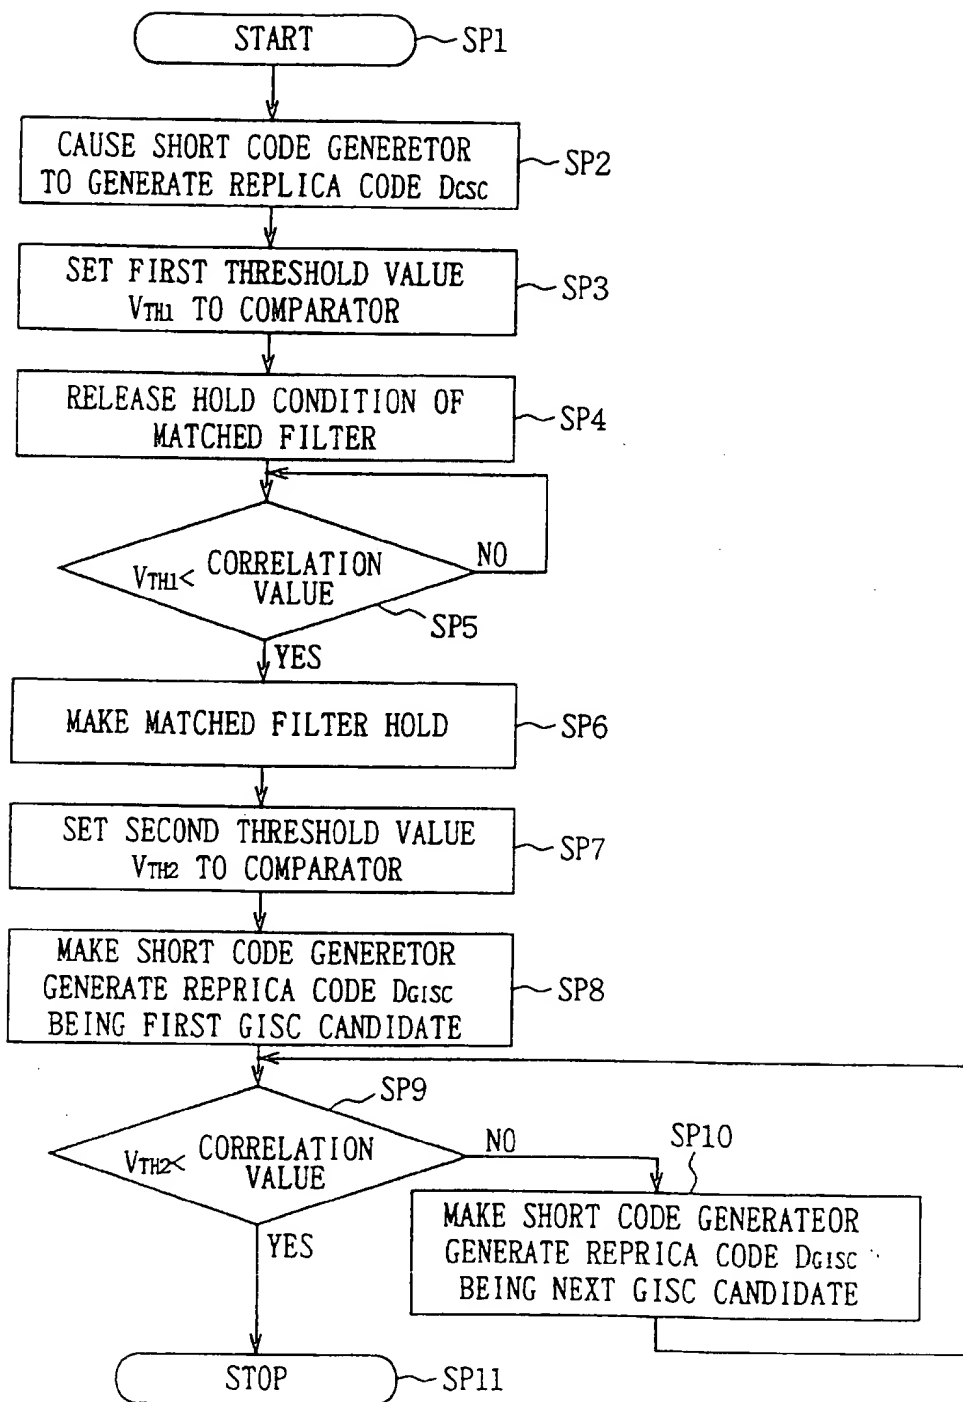 START
SP1
CAUSE SHORT CODE GENERETOR
TO GENERATE REPLICA CODE DCSC
SP2
SET FIRST THRESHOLD VALUE
VTH1 TO COMPARATOR
SP3
RELEASE HOLD CONDITION OF
MATCHED FILTER
SP4
VTH1< CORRELATION
VALUE
NO
SP5
YES
MAKE MATCHED FILTER HOLD
SP6
SET SECOND THRESHOLD VALUE
VTH2 TO COMPARATOR
SP7
MAKE SHORT CODE GENERETOR
GENERATE REPRICA CODE DGISC
BEING FIRST GISC CANDIDATE
SP8
SP9
VTH2< CORRELATION
VALUE
NO
YES
SP10
MAKE SHORT CODE GENERATEOR
GENERATE REPRICA CODE DGISC
BEING NEXT GISC CANDIDATE
STOP
SP11